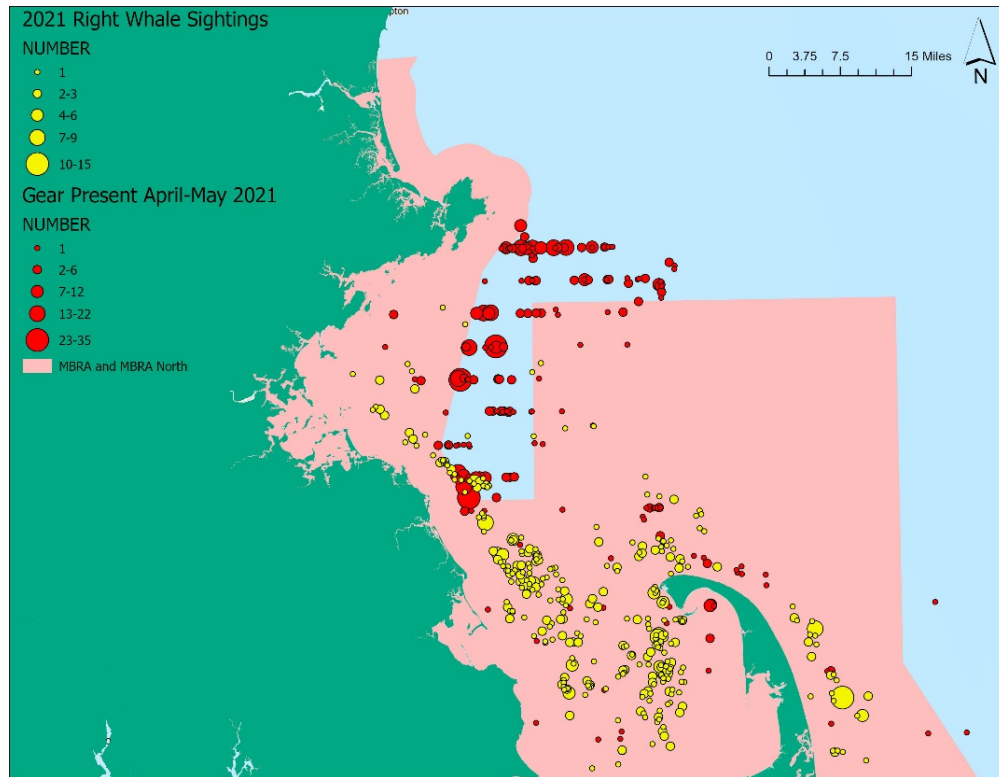 pton
2021 Right Whale Sightings
NUMBER
1
2-3
4-6
7-9
10-15
Gear Present April-May 2021
NUMBER
1
2-6
7-12
13-22
23-35
MBRA and MBRA North
0 3.75 7.5 15 Miles
N